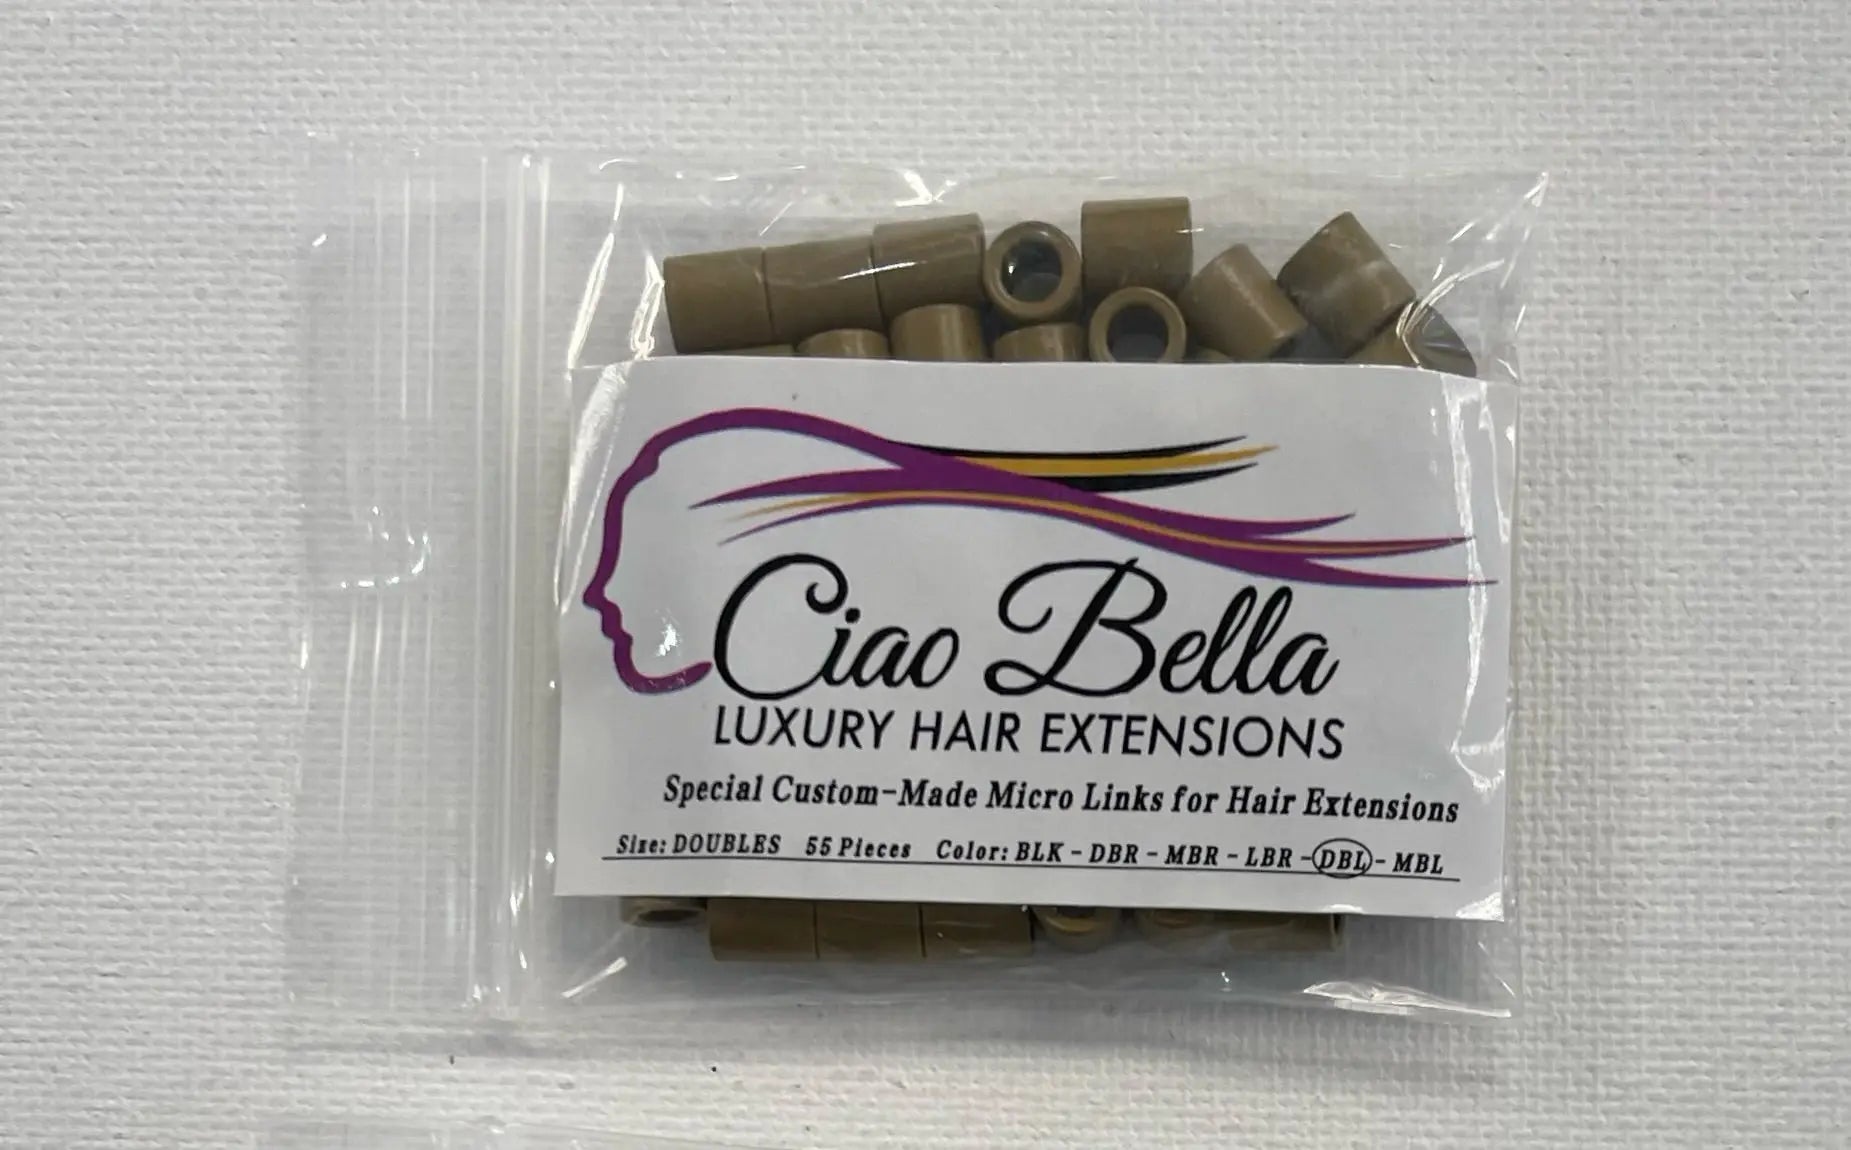 Ciao Bella
LUXURY HAIR EXTENSIONS
Special Custom-Made Micro Links for Hair Extensions
Size: DOUBLES 55 Pieces Color: BLK - DBR - MBR - LBR - DBL - MBL